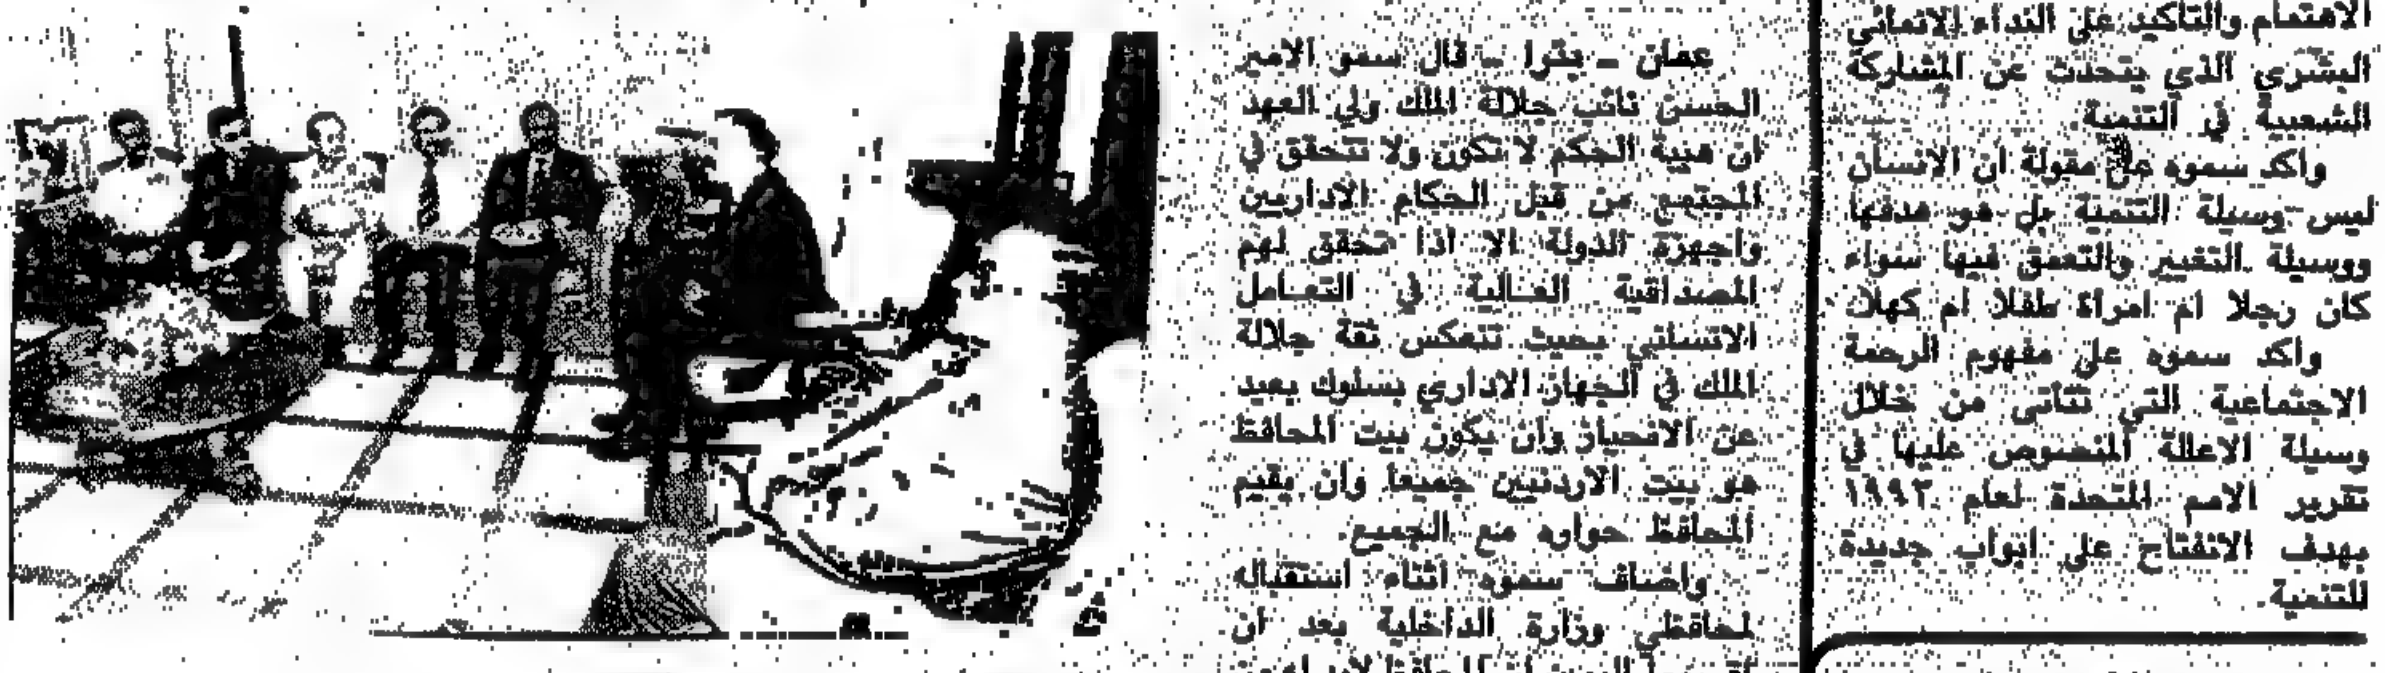 الاهتمام والتاكيد على النداء الانمائي
البشري الذي يتحدث عن المشاركة
الشعبية في التنمية.
واكد سموه على مقولة ان الانسان
ليس وسيلة التنمية بل هو هدفها
ووسيلة التغيير والتعمق فيها سواء
كان رجلا ام امراة طفلا ام كهلا
واكد سموه على مفهوم الرحمة
الاجتماعية التي تتاتى من خلال
وسيلة الاعالة المنصوص عليها في
تقرير الامم المتحدة لعام ١٩٩٢
بهدف الانفتاح على ابواب جديدة
للتنمية.
عمان - بترا - قال سمو الامير
الحسن نائب جلالة الملك ولي العهد
ان هيبة الحكم لا تكون ولا تتحقق في
المجتمع من قبل الحكام الاداريين
واجهزة الدولة الا اذا تحقق لهم
المصداقية العالية في التعامل
الانساني بحيث تنعكس ثقة جلالة
الملك في الجهاز الاداري بسلوك بعيد
عن الانحياز وان يكون بيت المحافظ
هو بيت الاردنيين جميعا وان يقيم
المحافظ حواره مع الجميع.
واضاف سموه اثناء استقباله
لمحافظي وزارة الداخلية بعد ان